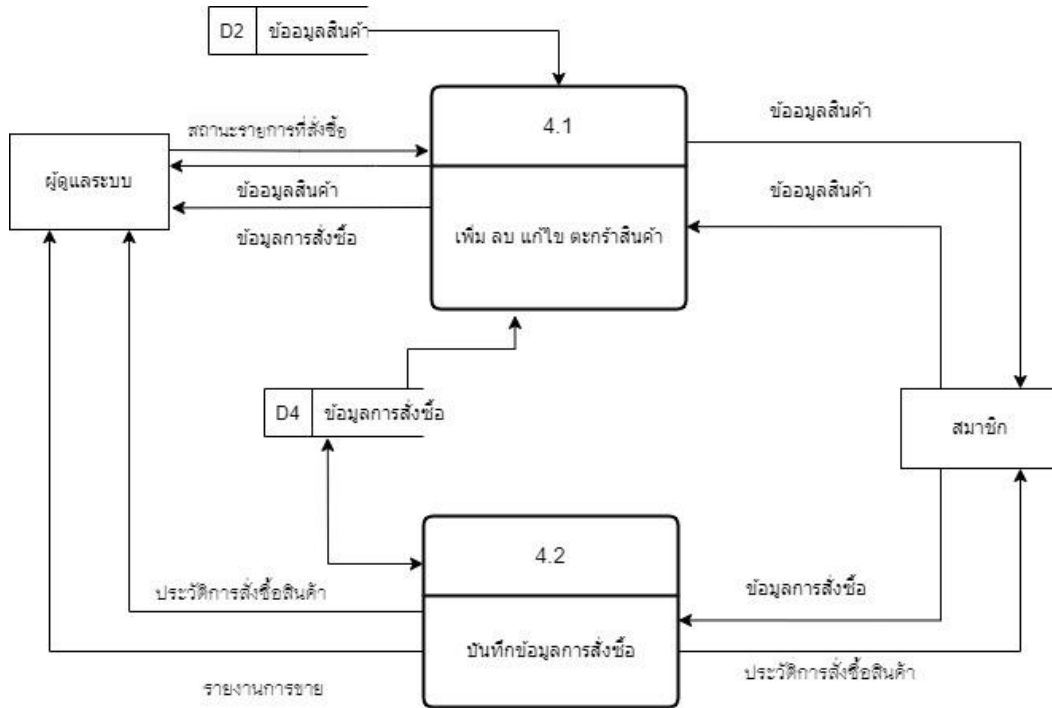 D2 ข้ออมูลสินค้า
4.1
ข้ออมูลสินค้า
สถานะรายการที่สั่งซื้อ
ผู้ดูแลระบบ
ข้ออมูลสินค้า
ข้ออมูลสินค้า
ข้อมูลการสั่งซื้อ
เพิ่ม ลบ แก้ไข ตะกร้าสินค้า
D4 ข้อมูลการสั่งซื้อ
สมาชิก
4.2
ประวัติการสั่งซื้อสินค้า
ข้อมูลการสั่งซื้อ
บันทึกข้อมูลการสั่งซื้อ
ประวัติการสั่งซื้อสินค้า
รายงานการขาย